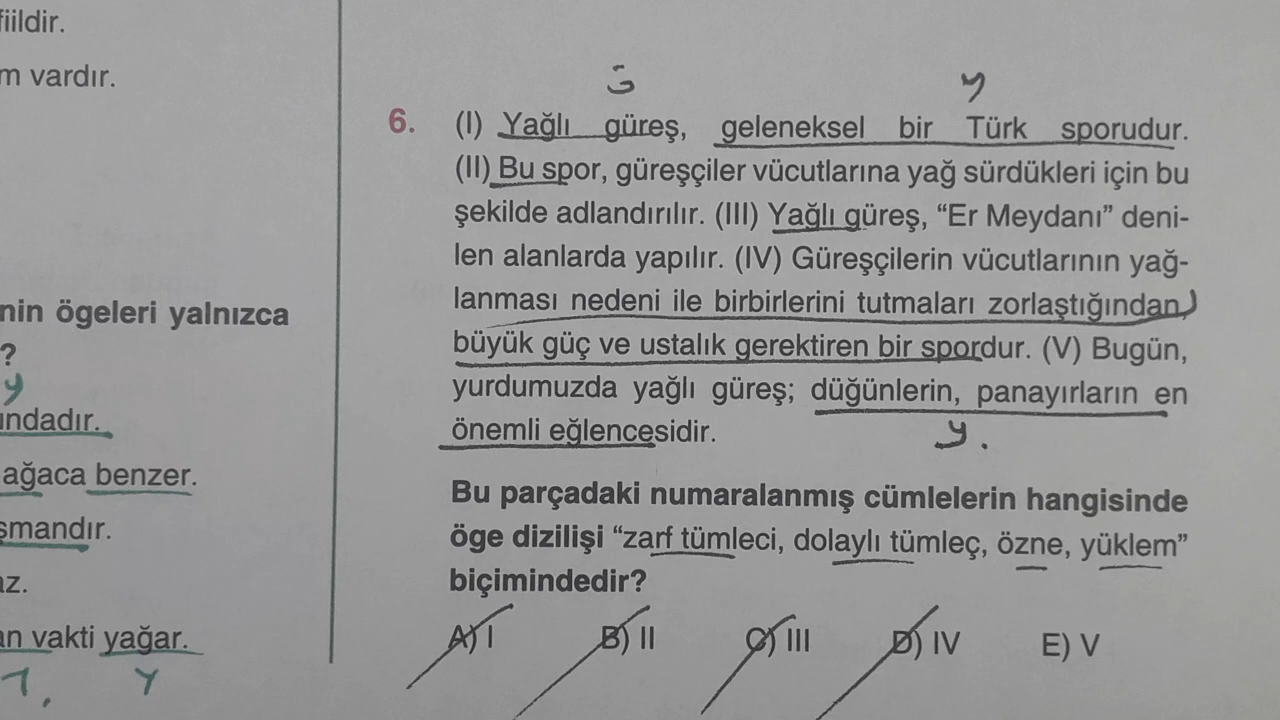 fiildir.
m vardır.
nin ögeleri yalnızca
?
y
ındadır.
ağaca benzer.
şmandır.
az.
an vakti yağar.
Y
ö y
6. (I) Yağlı güreş, geleneksel bir Türk sporudur.
(II) Bu spor, güreşçiler vücutlarına yağ sürdükleri için bu
şekilde adlandırılır. (III) Yağlı güreş, “Er Meydanı” deni-
len alanlarda yapılır. (IV) Güreşçilerin vücutlarının yağ-
lanması nedeni ile birbirlerini tutmaları zorlaştığından,
büyük güç ve ustalık gerektiren bir spordur. (V) Bugün,
yurdumuzda yağlı güreş; düğünlerin, panayırların en
önemli eğlencesidir.
y.
Bu parçadaki numaralanmış cümlelerin hangisinde
öge dizilişi “zarf tümleci, dolaylı tümleç, özne, yüklem”
biçimindedir?
A) I B) II C) III D) IV E) V